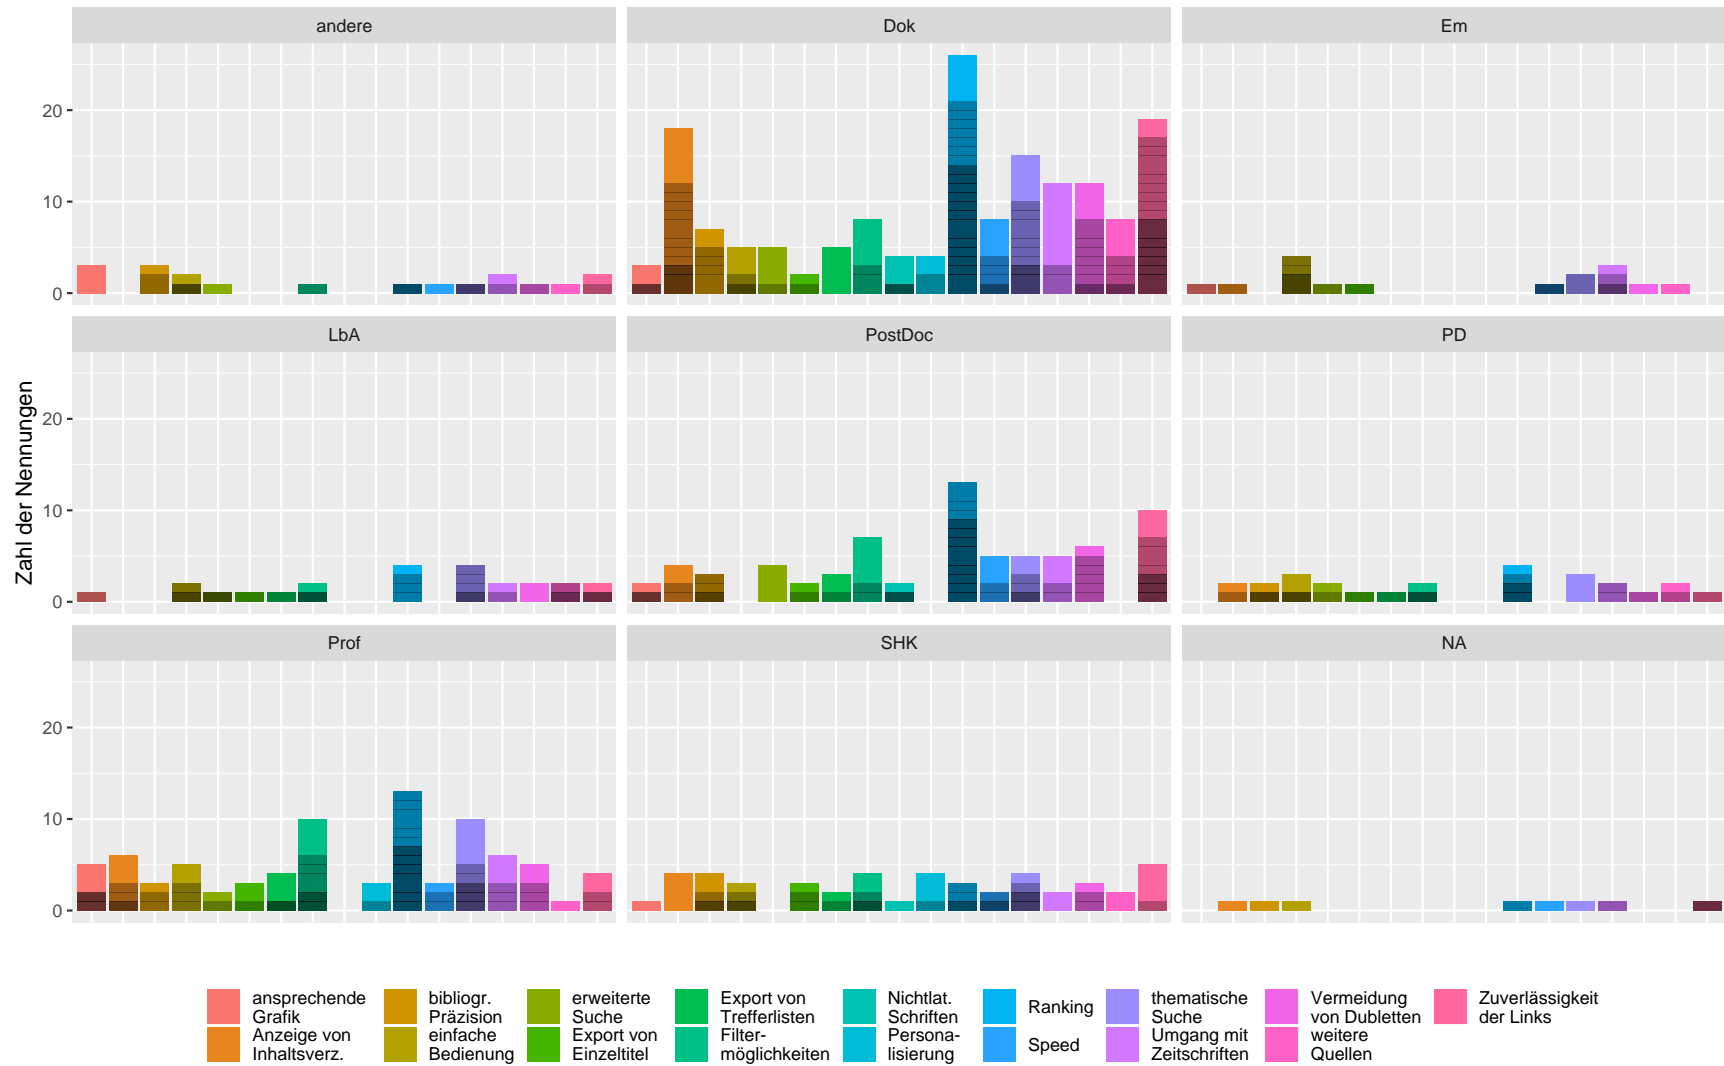 andere
Dok
Em
20
10
0
LbA
PostDoc
PD
Zahl der Nennungen
20
10
0
Prof
SHK
NA
20
10
0
ansprechende
Grafik
Anzeige von
Inhaltsverz.
bibliogr.
Präzision
einfache
Bedienung
erweiterte
Suche
Export von
Einzeltitel
Export von
Trefferlisten
Filter-
möglichkeiten
Nichtlat.
Schriften
Persona-
lisierung
Ranking
Speed
thematische
Suche
Umgang mit
Zeitschriften
Vermeidung
von Dubletten
weitere
Quellen
Zuverlässigkeit
der Links